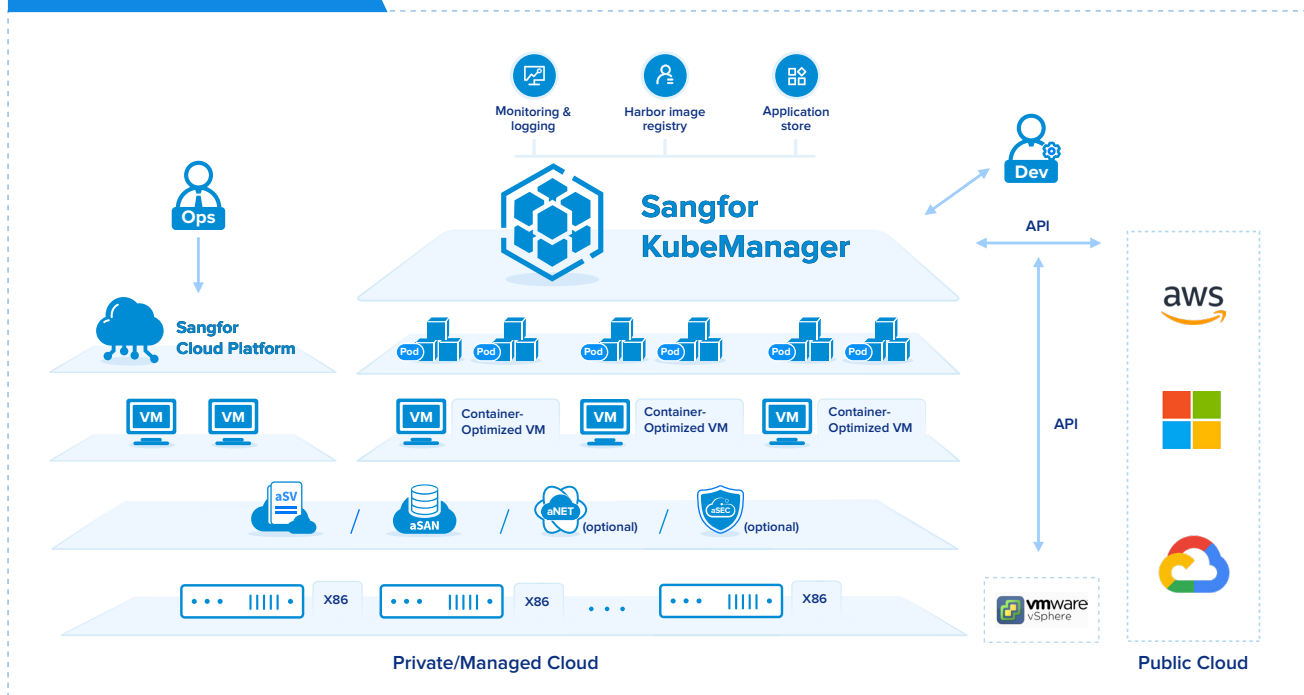 Monitoring &
logging
Harbor image
registry
Application
store
Ops
Dev
Sangfor
KubeManager
API
aws
Sangfor
Cloud Platform
Pod
Pod
Pod
Pod
Pod
Pod
VM
VM
VM
Container-
Optimized VM
VM
Container-
Optimized VM
VM
Container-
Optimized VM
API
aSV
/
aSAN
/
aNET
(optional)
/
aSEC
(optional)
X86
X86
X86
vmware
vSphere
Private/Managed Cloud
Public Cloud